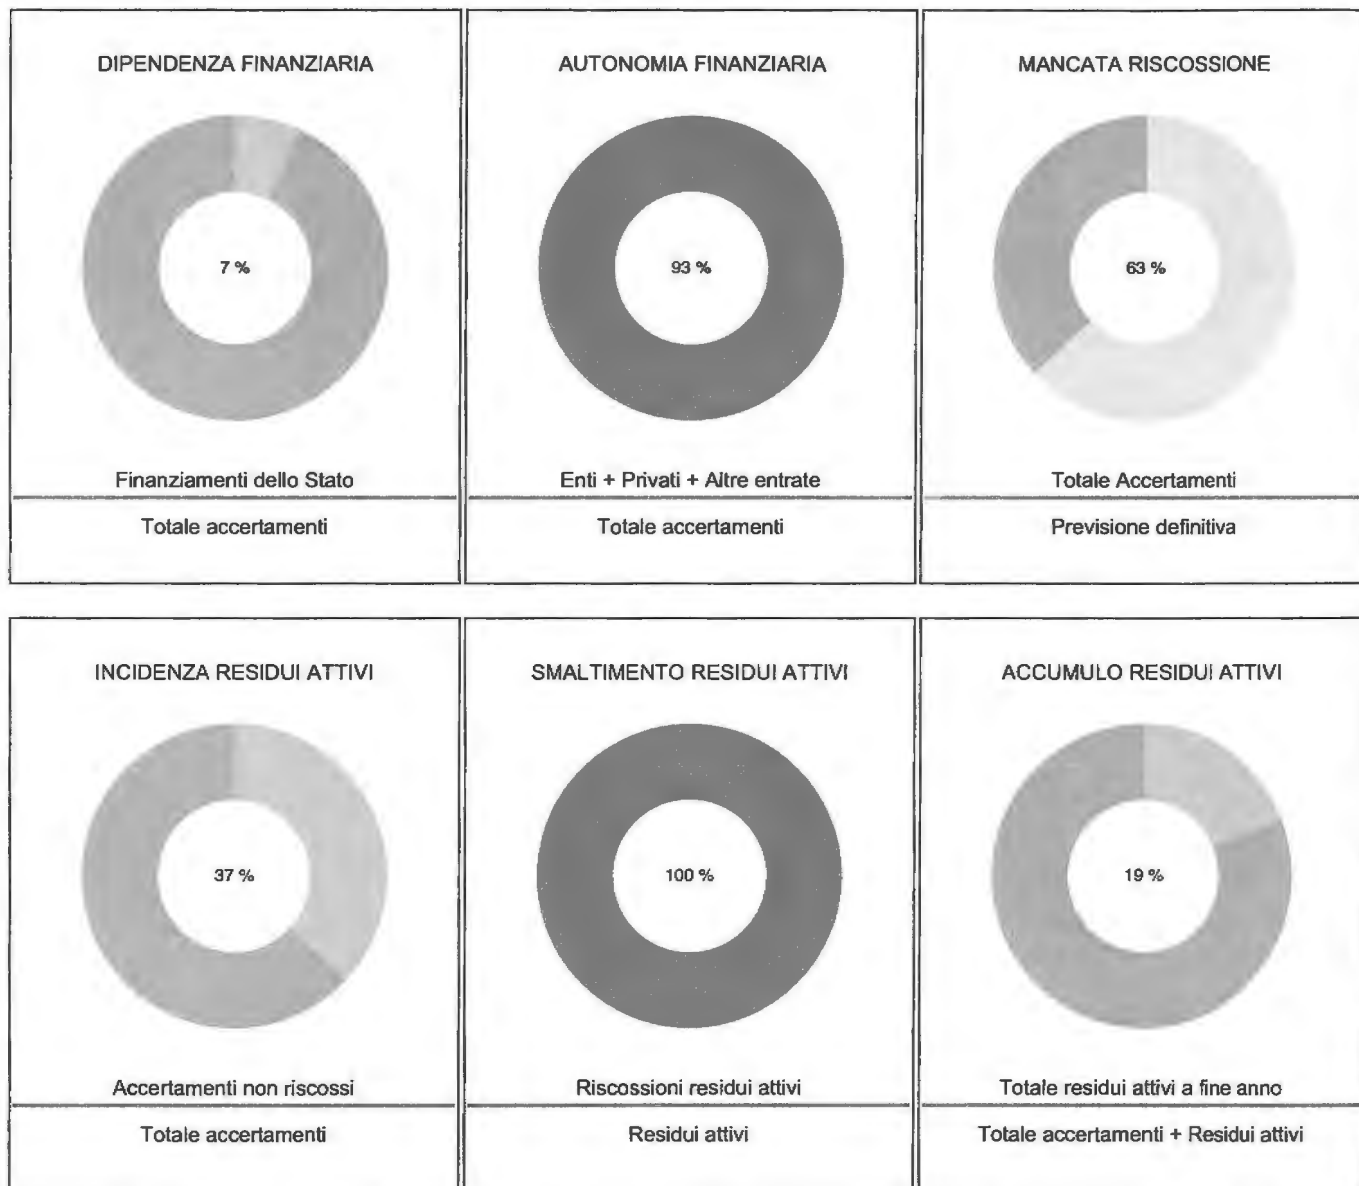 DIPENDENZA FINANZIARIA
7 %
Finanziamenti dello Stato
Totale accertamenti
AUTONOMIA FINANZIARIA
93 %
Enti + Privati + Altre entrate
Totale accertamenti
MANCATA RISCOSSIONE
63 %
Totale Accertamenti
Previsione definitiva
INCIDENZA RESIDUI ATTIVI
37 %
Accertamenti non riscossi
Totale accertamenti
SMALTIMENTO RESIDUI ATTIVI
100 %
Riscossioni residui attivi
Residui attivi
ACCUMULO RESIDUI ATTIVI
19 %
Totale residui attivi a fine anno
Totale accertamenti + Residui attivi